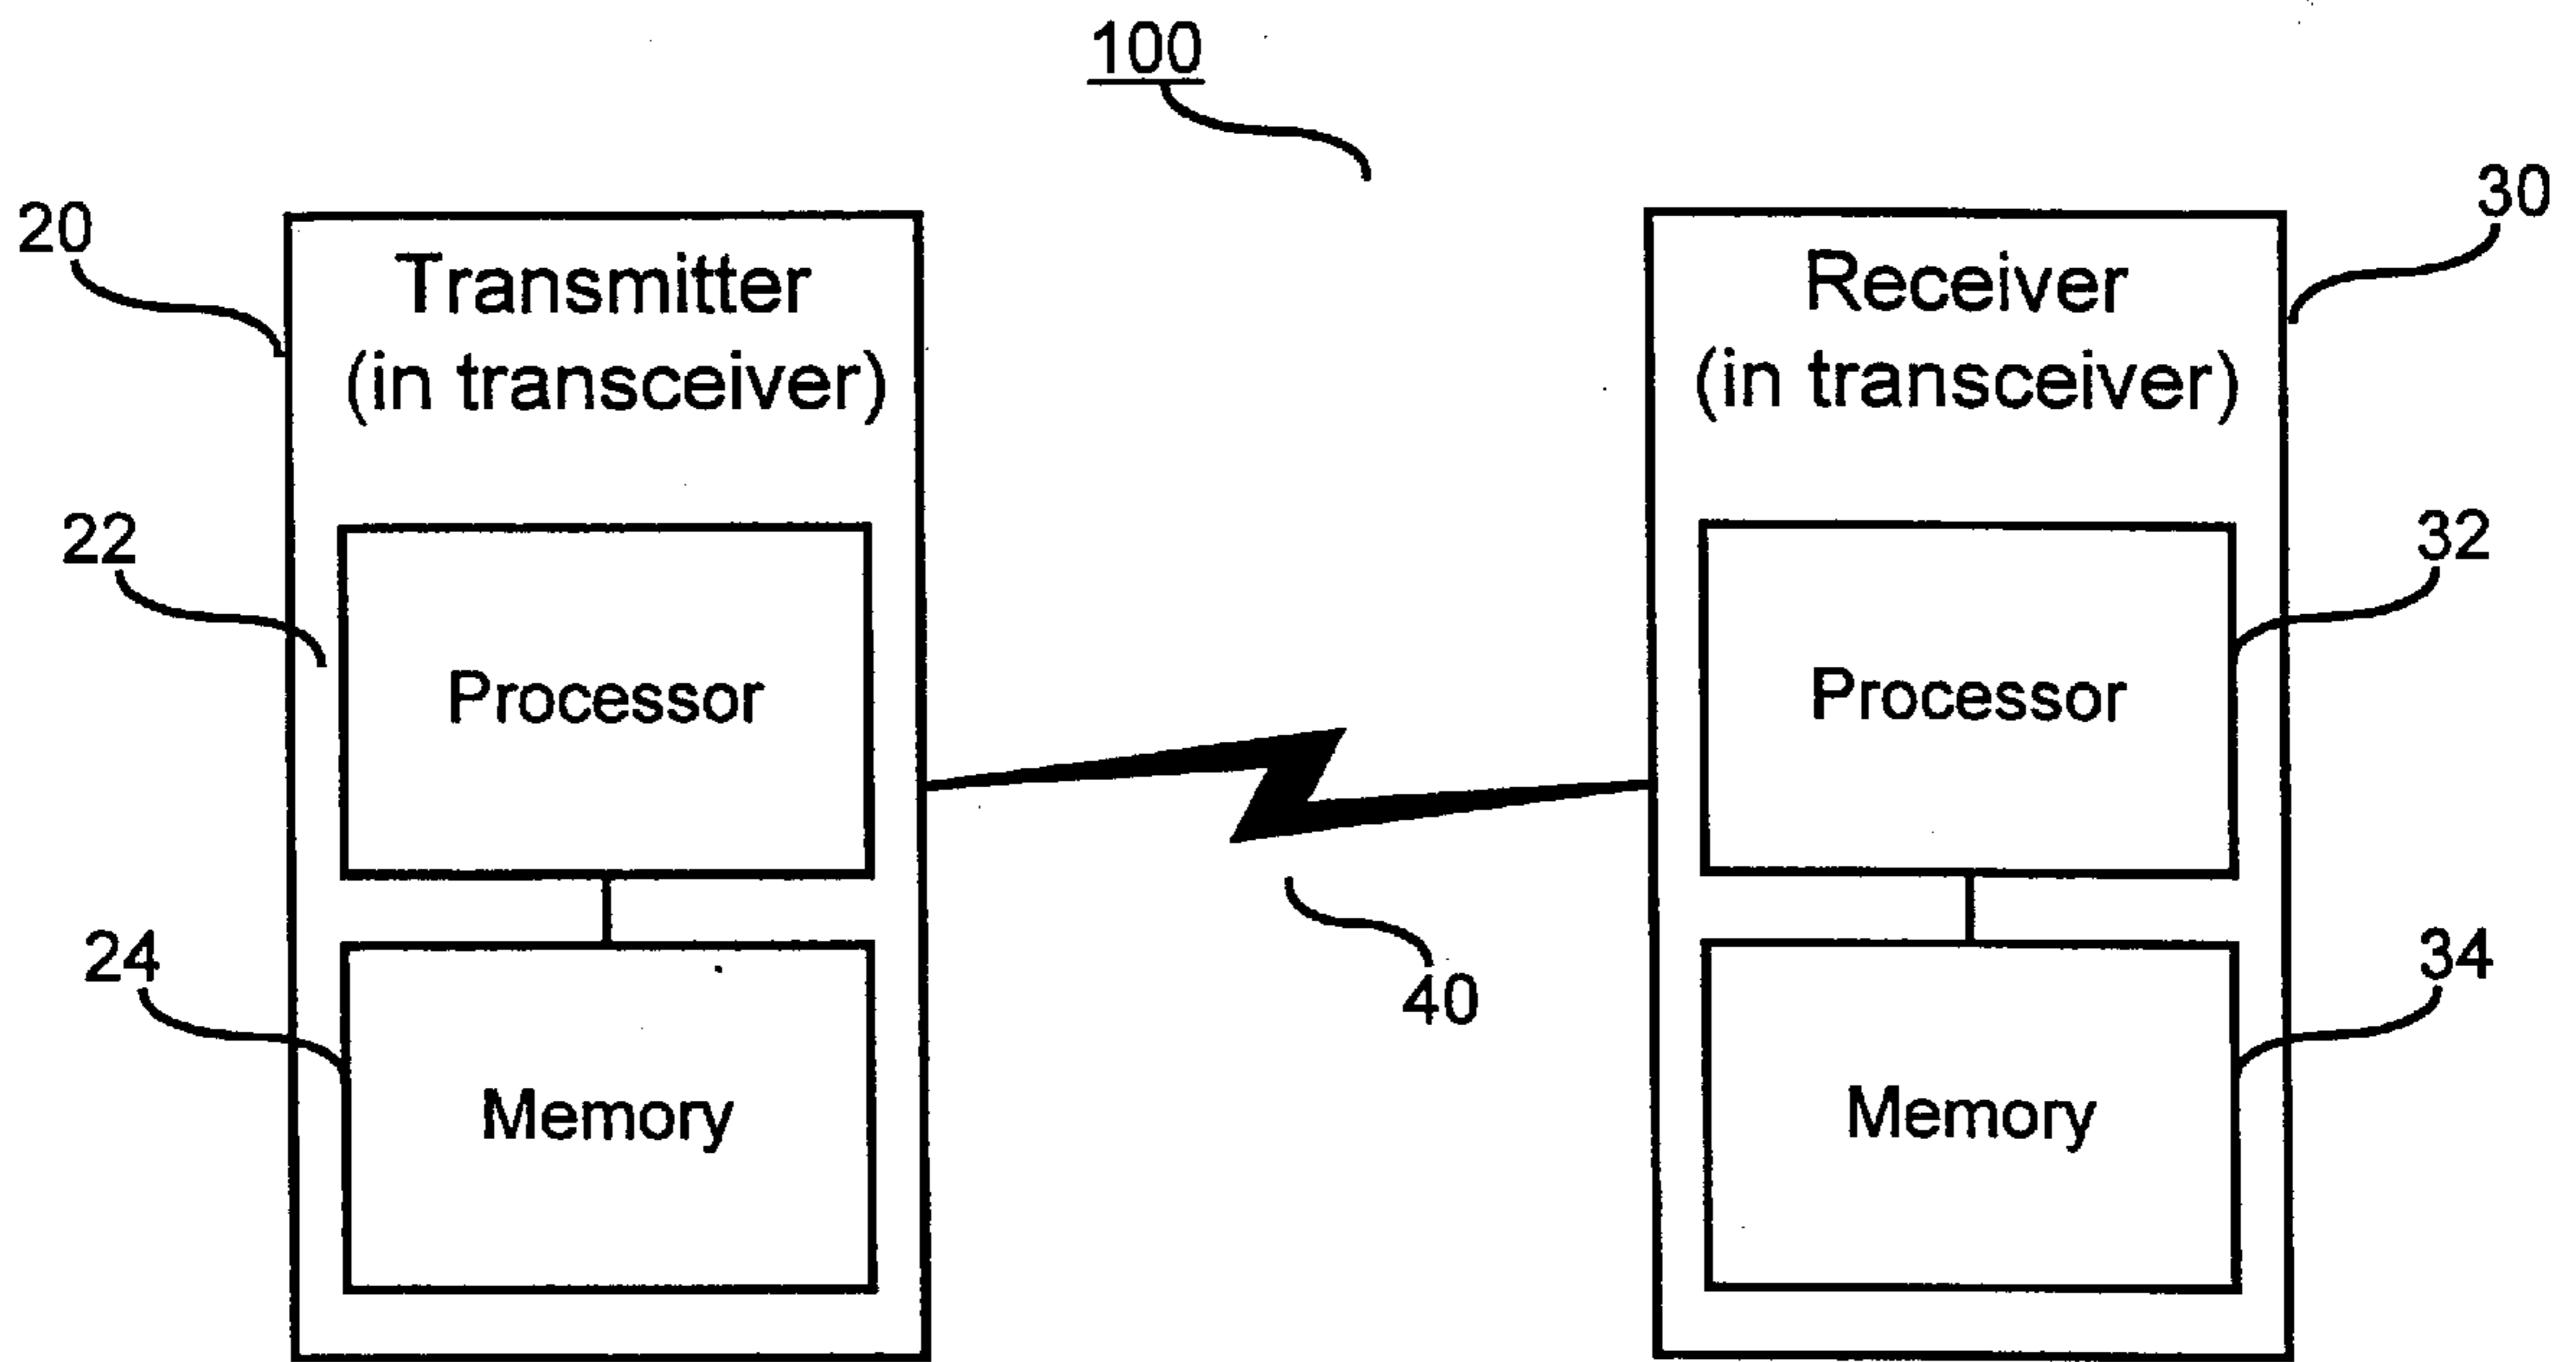 100
20
Transmitter
(in transceiver)
22
Processor
24
Memory
40
30
Receiver
(in transceiver)
32
Processor
34
Memory